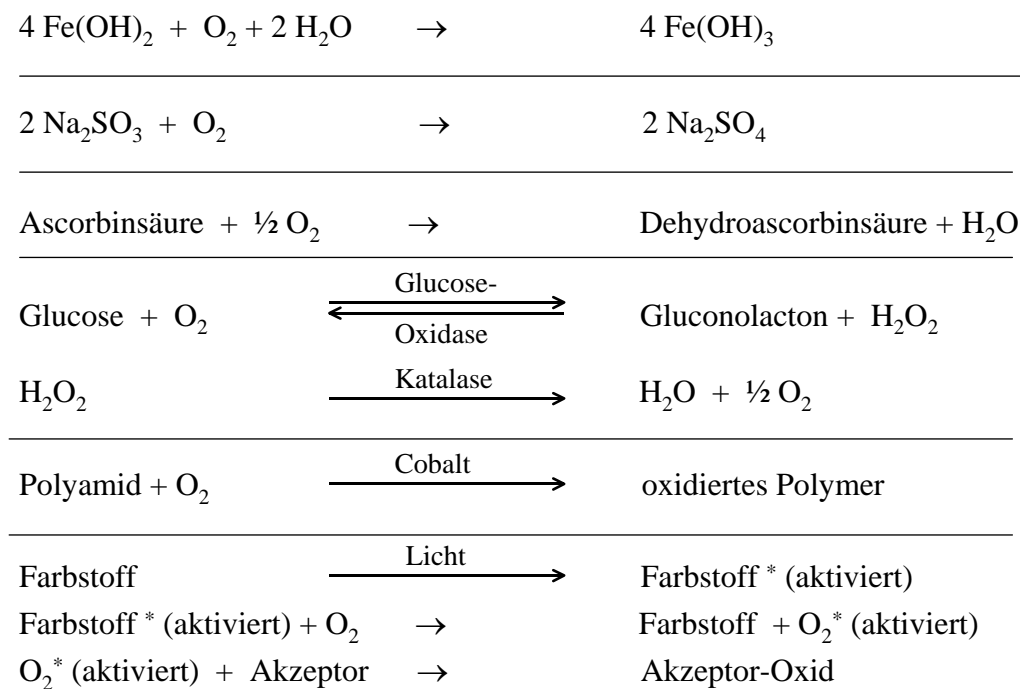 4 Fe(OH)₂ + O₂ + 2 H₂O → 4 Fe(OH)₃
2 Na₂SO₃ + O₂ → 2 Na₂SO₄
Ascorbinsäure + ½ O₂ → Dehydroascorbinsäure + H₂O
Glucose-
Glucose + O₂ ⇄ Gluconolacton + H₂O₂
Oxidase
Katalase
H₂O₂ → H₂O + ½ O₂
Cobalt
Polyamid + O₂ → oxidiertes Polymer
Licht
Farbstoff → Farbstoff * (aktiviert)
Farbstoff * (aktiviert) + O₂ → Farbstoff + O₂* (aktiviert)
O₂* (aktiviert) + Akzeptor → Akzeptor-Oxid